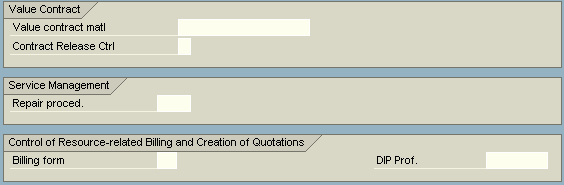 Value Contract
Value contract matl
Contract Release Ctrl
Service Management
Repair proced.
Control of Resource-related Billing and Creation of Quotations
Billing form DIP Prof.